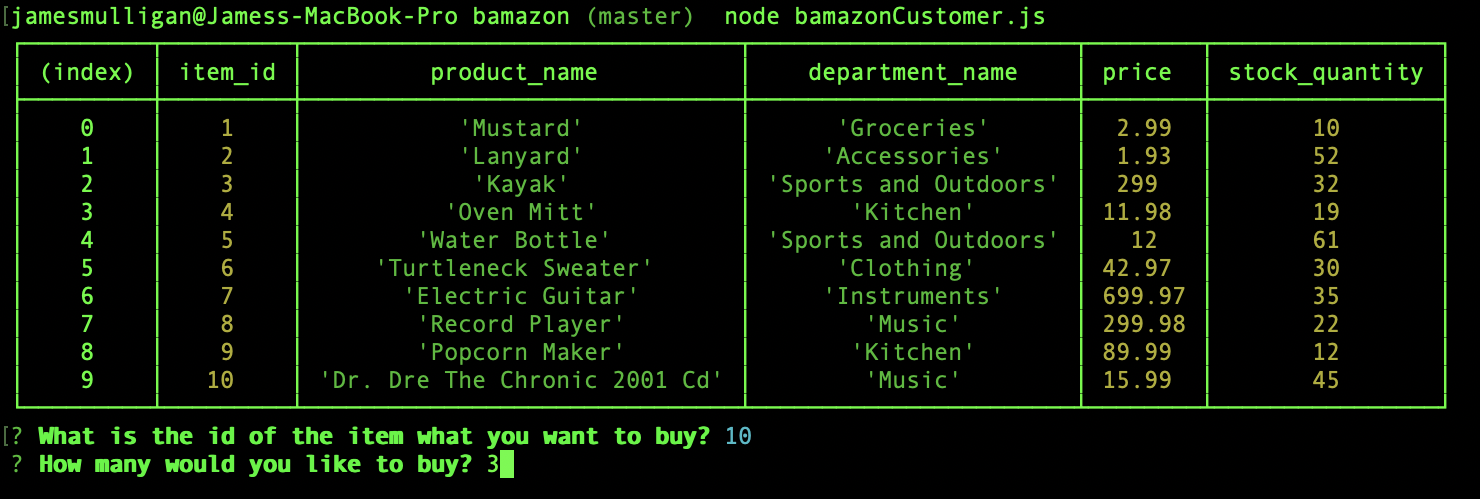 [jamesmulligan@Jamess-MacBook-Pro bamazon (master)  node bamazonCustomer.js
(index) item_id product_name department_name price stock_quantity
0 1 'Mustard' 'Groceries' 2.99 10
1 2 'Lanyard' 'Accessories' 1.93 52
2 3 'Kayak' 'Sports and Outdoors' 299 32
3 4 'Oven Mitt' 'Kitchen' 11.98 19
4 5 'Water Bottle' 'Sports and Outdoors' 12 61
5 6 'Turtleneck Sweater' 'Clothing' 42.97 30
6 7 'Electric Guitar' 'Instruments' 699.97 35
7 8 'Record Player' 'Music' 299.98 22
8 9 'Popcorn Maker' 'Kitchen' 89.99 12
9 10 'Dr. Dre The Chronic 2001 Cd' 'Music' 15.99 45
[? What is the id of the item what you want to buy? 10
? How many would you like to buy? 3